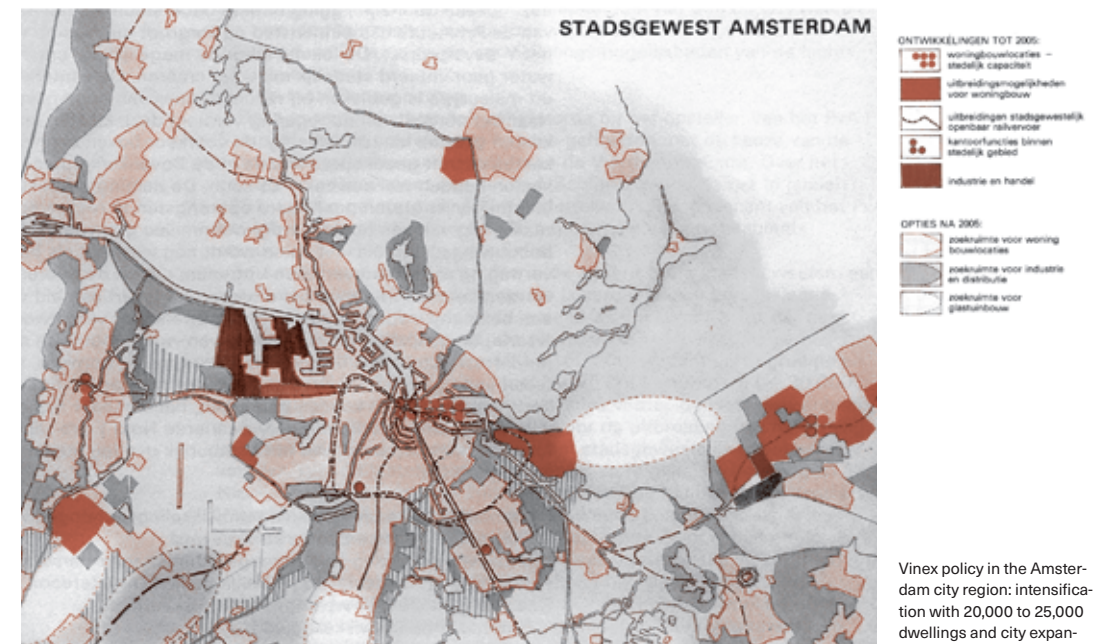 STADSGEWEST AMSTERDAM
ONTWIKKELINGEN TOT 2005:
woningbouwlocaties –
stedelijk capaciteit
uitbreidingsmogelijkheden
voor woningbouw
uitbreidingen stadsgewestelijk
openbaar railvervoer
kantoorfuncties binnen
stedelijk gebied
industrie en handel
OPTIES NA 2005:
zoekruimte voor woning
bouwlocaties
zoekruimte voor industrie
en distributie
zoekruimte voor
glastuinbouw
Vinex policy in the Amster-
dam city region: intensifica-
tion with 20,000 to 25,000
dwellings and city expan-